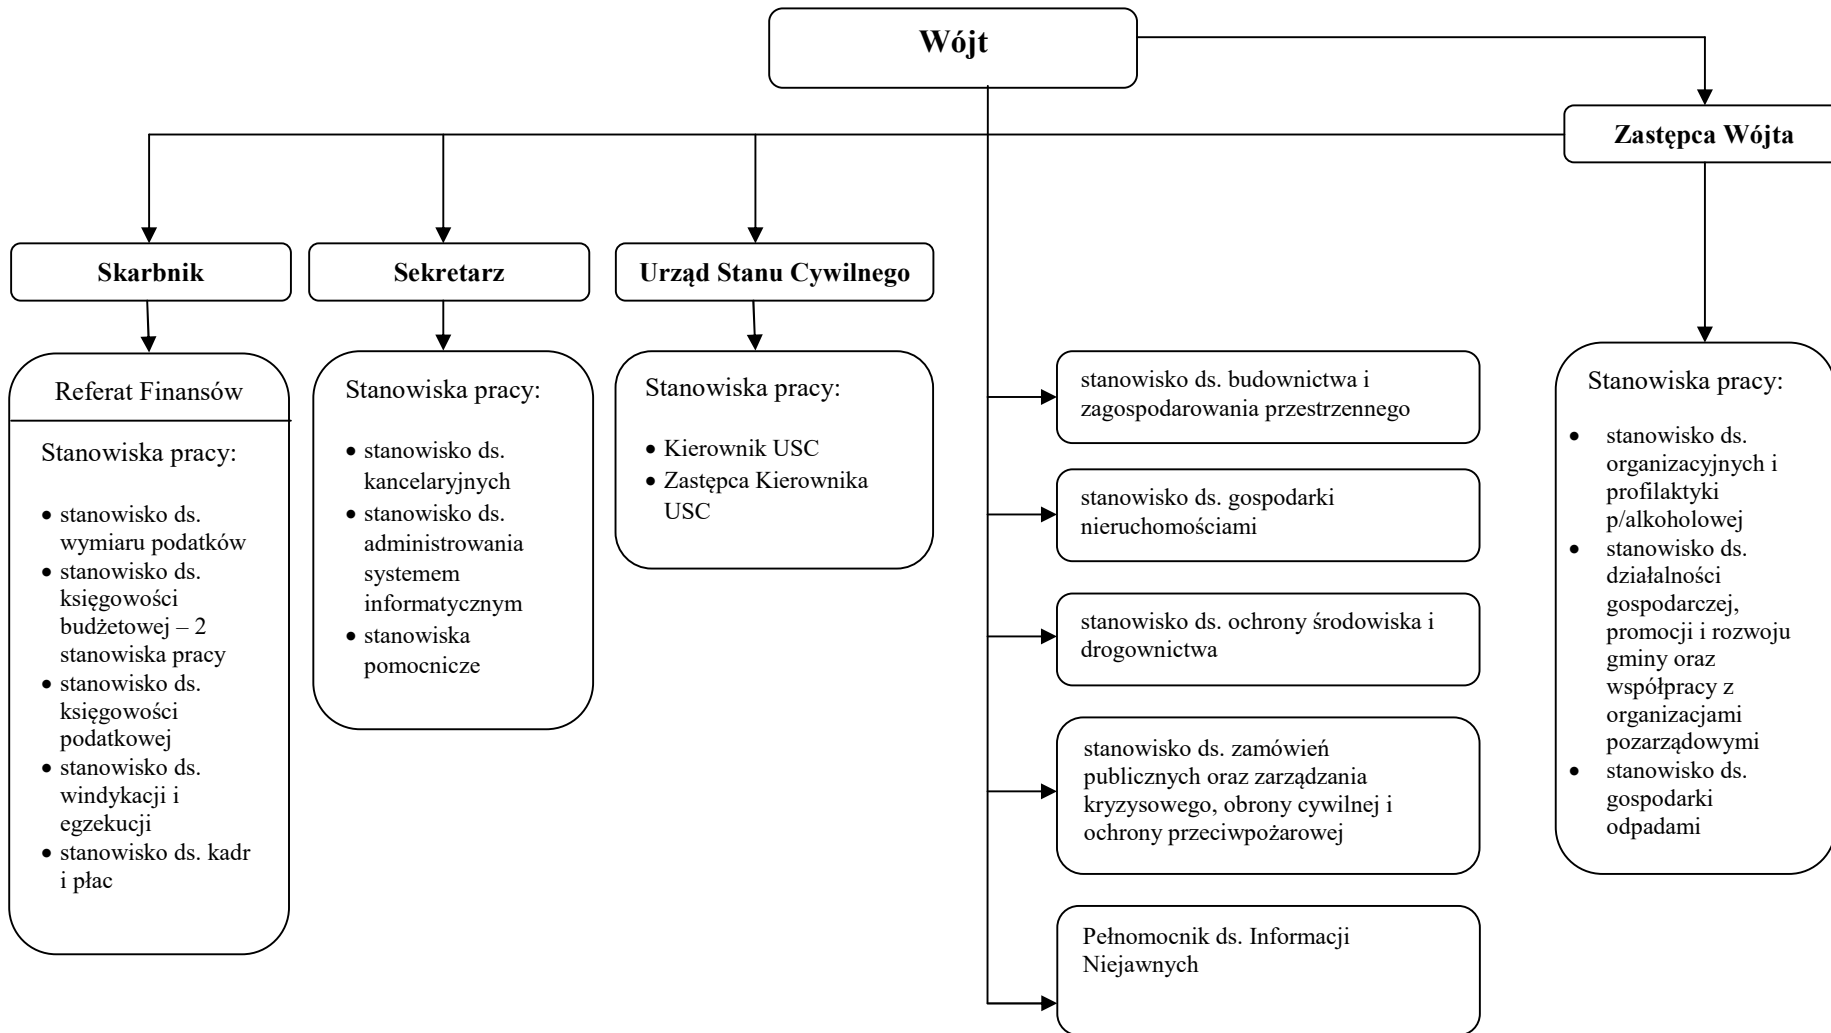 Wójt
Zastępca Wójta
Skarbnik
Sekretarz
Urząd Stanu Cywilnego
Referat Finansów
Stanowiska pracy:
• stanowisko ds.
wymiaru podatków
• stanowisko ds.
księgowości
budżetowej – 2
stanowiska pracy
• stanowisko ds.
księgowości
podatkowej
• stanowisko ds.
windykacji i
egzekucji
• stanowisko ds. kadr
i płac
Stanowiska pracy:
• stanowisko ds.
kancelaryjnych
• stanowisko ds.
administrowania
systemem
informatycznym
• stanowiska
pomocnicze
Stanowiska pracy:
• Kierownik USC
• Zastępca Kierownika
USC
stanowisko ds. budownictwa i
zagospodarowania przestrzennego
stanowisko ds. gospodarki
nieruchomościami
stanowisko ds. ochrony środowiska i
drogownictwa
stanowisko ds. zamówień
publicznych oraz zarządzania
kryzysowego, obrony cywilnej i
ochrony przeciwpożarowej
Pełnomocnik ds. Informacji
Niejawnych
Stanowiska pracy:
• stanowisko ds.
organizacyjnych i
profilaktyki
p/alkoholowej
• stanowisko ds.
działalności
gospodarczej,
promocji i rozwoju
gminy oraz
współpracy z
organizacjami
pozarządowymi
• stanowisko ds.
gospodarki
odpadami